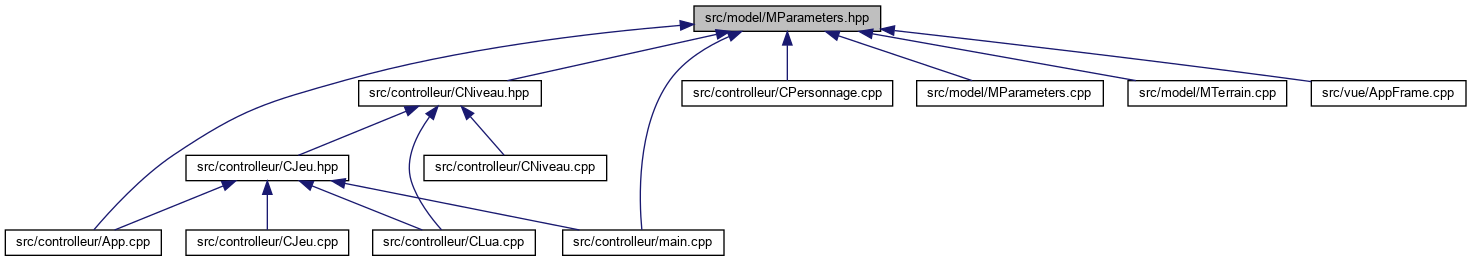 src/model/MParameters.hpp
src/controlleur/CNiveau.hpp
src/controlleur/CPersonnage.cpp
src/model/MParameters.cpp
src/model/MTerrain.cpp
src/vue/AppFrame.cpp
src/controlleur/CJeu.hpp
src/controlleur/CNiveau.cpp
src/controlleur/App.cpp
src/controlleur/CJeu.cpp
src/controlleur/CLua.cpp
src/controlleur/main.cpp